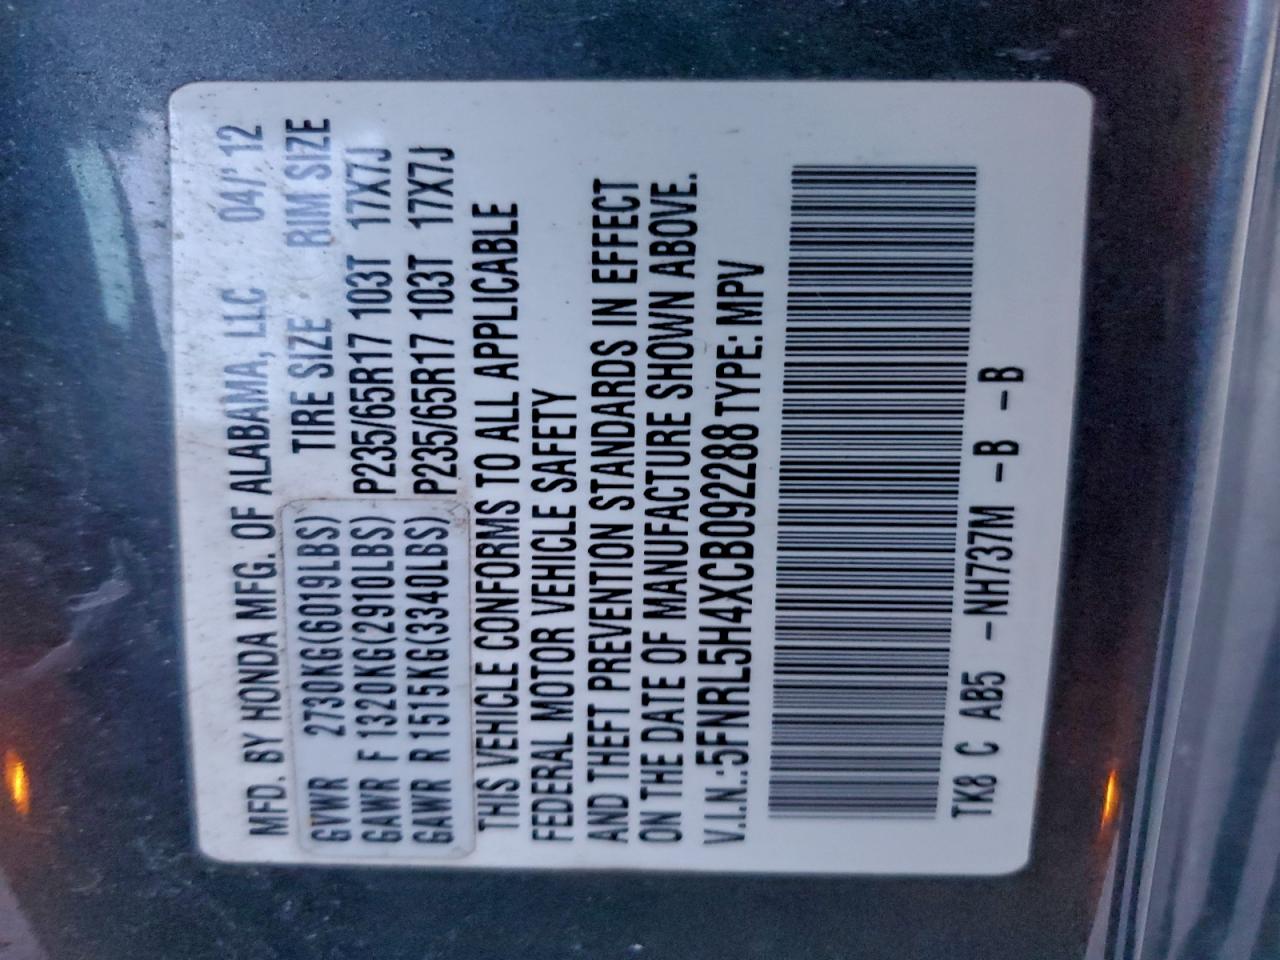 MFD. BY HONDA MFG. OF ALABAMA, LLC 04/'12
TIRE SIZE RIM SIZE
GVWR 2730KG(6019LBS)
GAWR F 1320KG(2910LBS) P235/65R17 103T 17X7J
GAWR R 1515KG(3340LBS) P235/65R17 103T 17X7J
THIS VEHICLE CONFORMS TO ALL APPLICABLE
FEDERAL MOTOR VEHICLE SAFETY
AND THEFT PREVENTION STANDARDS IN EFFECT
ON THE DATE OF MANUFACTURE SHOWN ABOVE.
V.I.N.:5FNRL5H4XCB092288 TYPE: MPV
TK8 C AB5 -NH737M -B -B